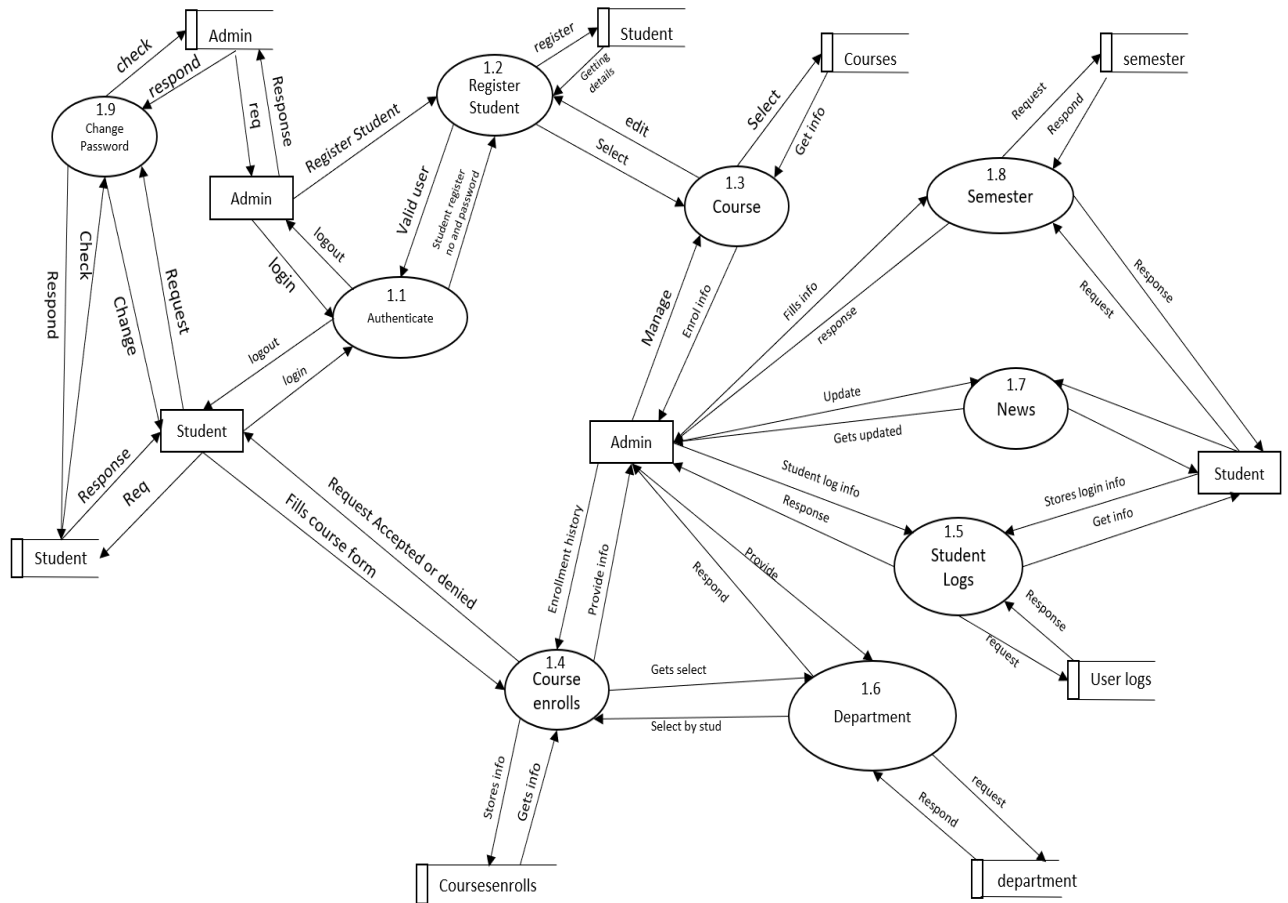 Admin
check
respond
1.9
Change
Password
req
Response
Admin
Register Student
1.2
Register
Student
register
Student
Getting
details
edit
Select
Valid user
Student register
no and password
logout
login
1.1
Authenticate
logout
login
Respond
Check
Change
Request
Student
Response
Req
Student
Fills course form
Request Accepted or denied
Select
Courses
Get info
1.3
Course
Manage
Enrol info
Admin
semester
Request
Respond
1.8
Semester
Fills info
response
Response
Request
1.7
News
Update
Gets updated
Student
Student log info
Response
Stores login info
Get info
1.5
Student
Logs
Response
request
User logs
Enrollment history
Provide info
Provide
Respond
1.4
Course
enrolls
Gets select
Select by stud
1.6
Department
Stores info
Gets info
Coursesenrolls
request
Respond
department